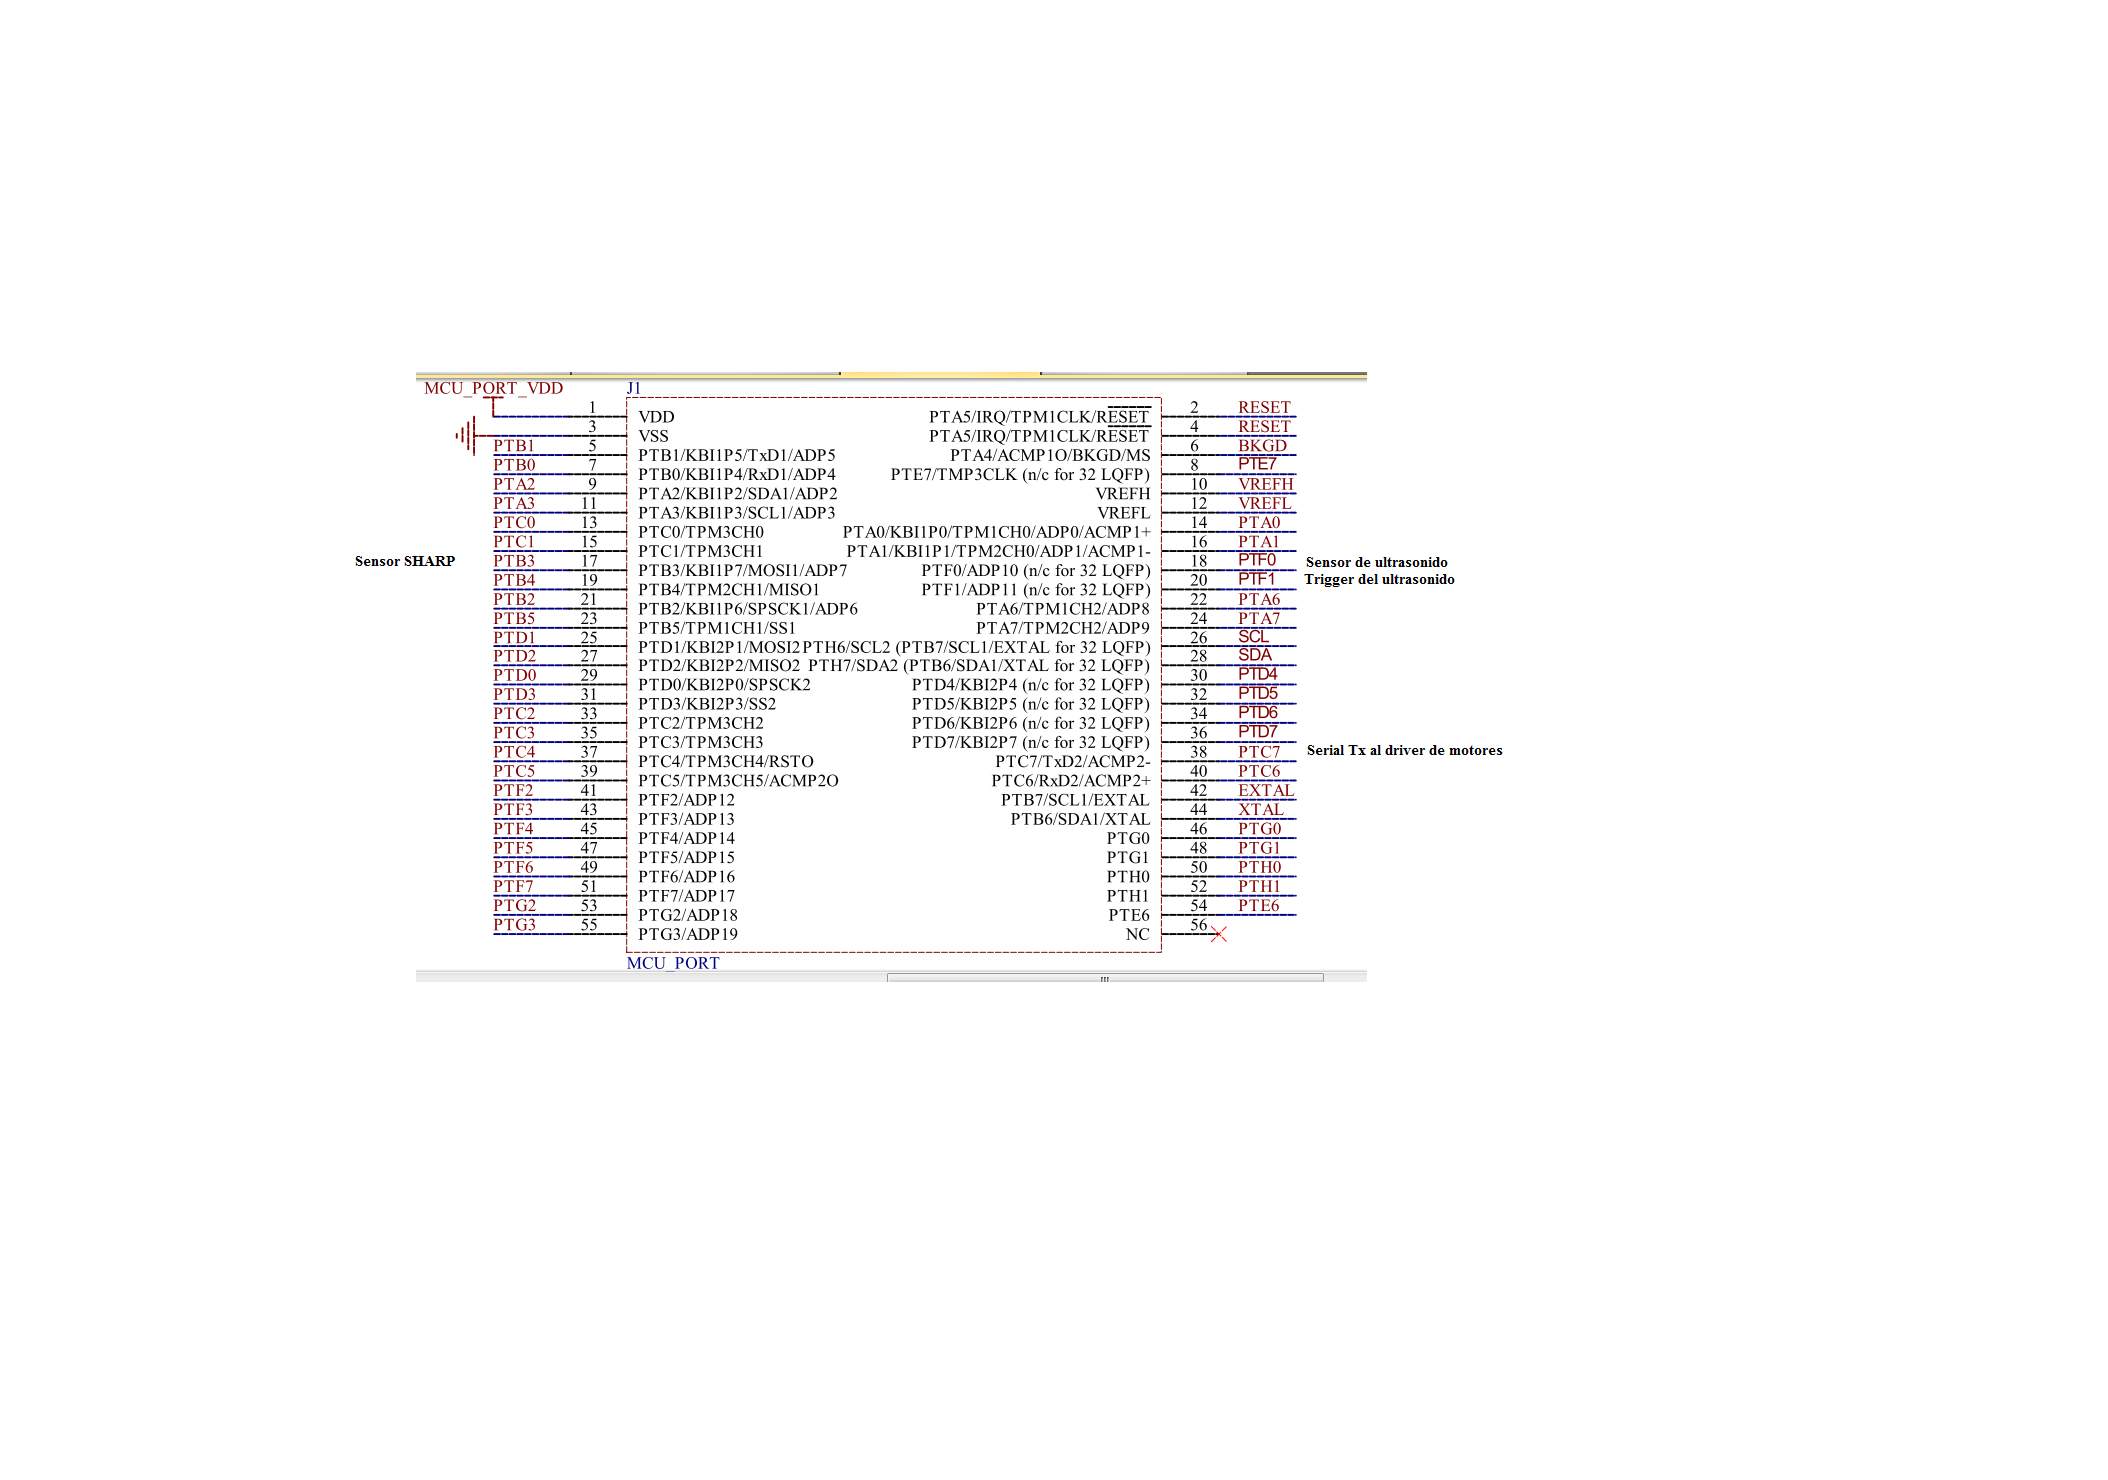 MCU_PORT_VDD J1
1 VDD PTA5/IRQ/TPM1CLK/RESET 2 RESET
3 VSS PTA5/IRQ/TPM1CLK/RESET 4 RESET
PTB1 5 PTB1/KBI1P5/TxD1/ADP5 PTA4/ACMP1O/BKGD/MS 6 BKGD
PTB0 7 PTB0/KBI1P4/RxD1/ADP4 PTE7/TMP3CLK (n/c for 32 LQFP) 8 PTE7
PTA2 9 PTA2/KBI1P2/SDA1/ADP2 VREFH 10 VREFH
PTA3 11 PTA3/KBI1P3/SCL1/ADP3 VREFL 12 VREFL
PTC0 13 PTC0/TPM3CH0 PTA0/KBI1P0/TPM1CH0/ADP0/ACMP1+ 14 PTA0
PTC1 15 PTC1/TPM3CH1 PTA1/KBI1P1/TPM2CH0/ADP1/ACMP1- 16 PTA1
Sensor SHARP PTB3 17 PTB3/KBI1P7/MOSI1/ADP7 PTF0/ADP10 (n/c for 32 LQFP) 18 PTF0 Sensor de ultrasonido
PTB4 19 PTB4/TPM2CH1/MISO1 PTF1/ADP11 (n/c for 32 LQFP) 20 PTF1 Trigger del ultrasonido
PTB2 21 PTB2/KBI1P6/SPSCK1/ADP6 PTA6/TPM1CH2/ADP8 22 PTA6
PTB5 23 PTB5/TPM1CH1/SS1 PTA7/TPM2CH2/ADP9 24 PTA7
PTD1 25 PTD1/KBI2P1/MOSI2 PTH6/SCL2 (PTB7/SCL1/EXTAL for 32 LQFP) 26 SCL
PTD2 27 PTD2/KBI2P2/MISO2 PTH7/SDA2 (PTB6/SDA1/XTAL for 32 LQFP) 28 SDA
PTD0 29 PTD0/KBI2P0/SPSCK2 PTD4/KBI2P4 (n/c for 32 LQFP) 30 PTD4
PTD3 31 PTD3/KBI2P3/SS2 PTD5/KBI2P5 (n/c for 32 LQFP) 32 PTD5
PTC2 33 PTC2/TPM3CH2 PTD6/KBI2P6 (n/c for 32 LQFP) 34 PTD6
PTC3 35 PTC3/TPM3CH3 PTD7/KBI2P7 (n/c for 32 LQFP) 36 PTD7
PTC4 37 PTC4/TPM3CH4/RSTO PTC7/TxD2/ACMP2- 38 PTC7 Serial Tx al driver de motores
PTC5 39 PTC5/TPM3CH5/ACMP2O PTC6/RxD2/ACMP2+ 40 PTC6
PTF2 41 PTF2/ADP12 PTB7/SCL1/EXTAL 42 EXTAL
PTF3 43 PTF3/ADP13 PTB6/SDA1/XTAL 44 XTAL
PTF4 45 PTF4/ADP14 PTG0 46 PTG0
PTF5 47 PTF5/ADP15 PTG1 48 PTG1
PTF6 49 PTF6/ADP16 PTH0 50 PTH0
PTF7 51 PTF7/ADP17 PTH1 52 PTH1
PTG2 53 PTG2/ADP18 PTE6 54 PTE6
PTG3 55 PTG3/ADP19 NC 56
MCU_PORT